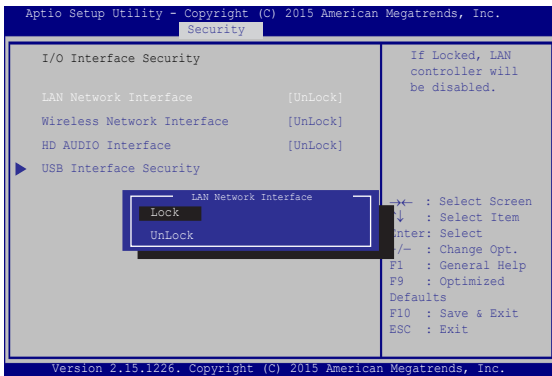 Aptio Setup Utility - Copyright (C) 2015 American Megatrends, Inc.
Security
I/O Interface Security
LAN Network Interface [UnLock]
Wireless Network Interface [UnLock]
HD AUDIO Interface [UnLock]
USB Interface Security
If Locked, LAN
controller will
be disabled.
LAN Network Interface
Lock
UnLock
→← : Select Screen
↑↓ : Select Item
Enter: Select
+/- : Change Opt.
F1 : General Help
F9 : Optimized
Defaults
F10 : Save & Exit
ESC : Exit
Version 2.15.1226. Copyright (C) 2015 American Megatrends, Inc.